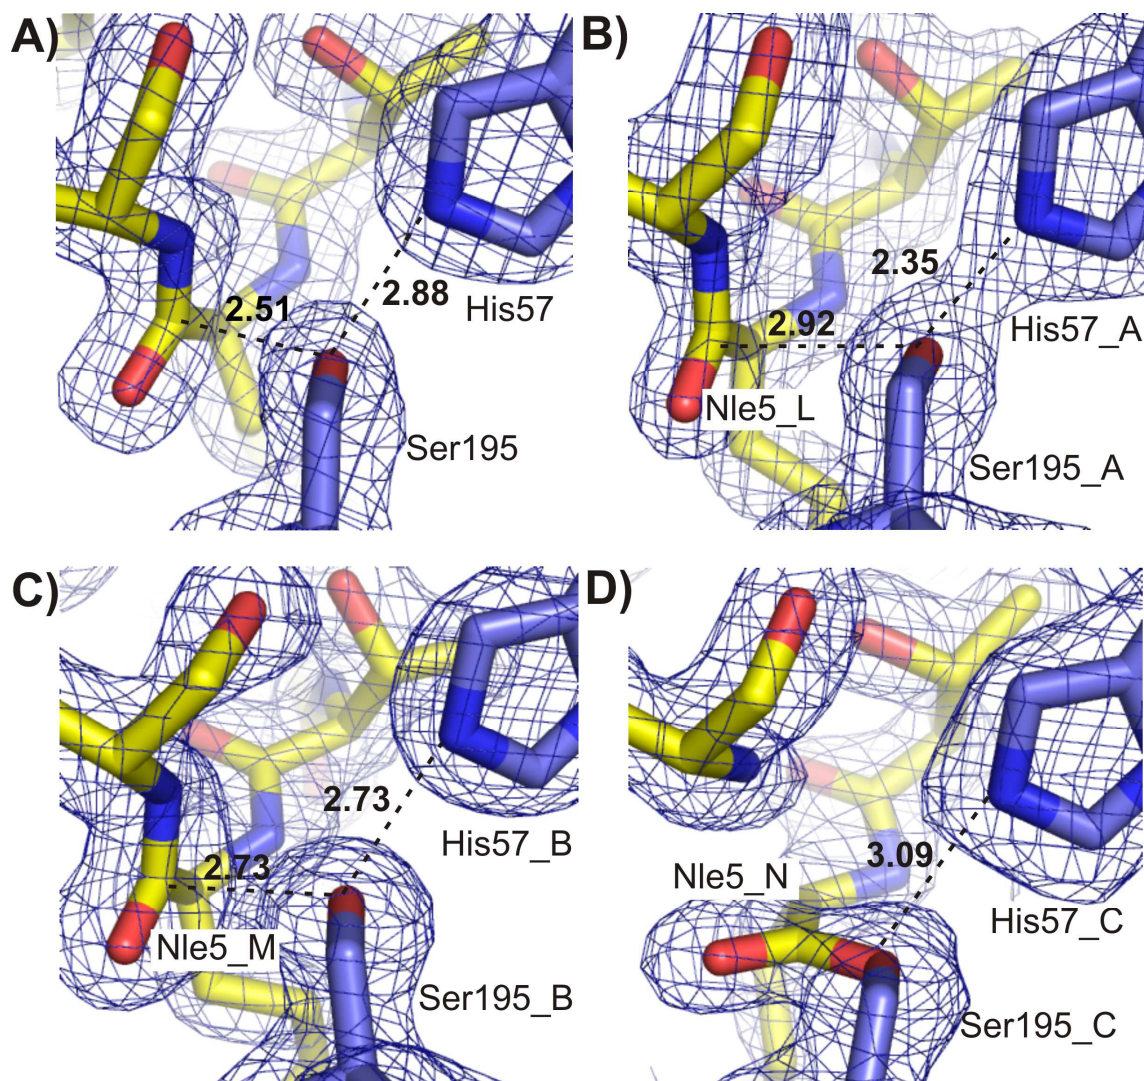 A)
2.51
2.88
His57
Ser195
B)
2.35
2.92
His57_A
Nle5_L
Ser195_A
C)
2.73
His57_B
2.73
Nle5_M
Ser195_B
D)
3.09
Nle5_N
His57_C
Ser195_C